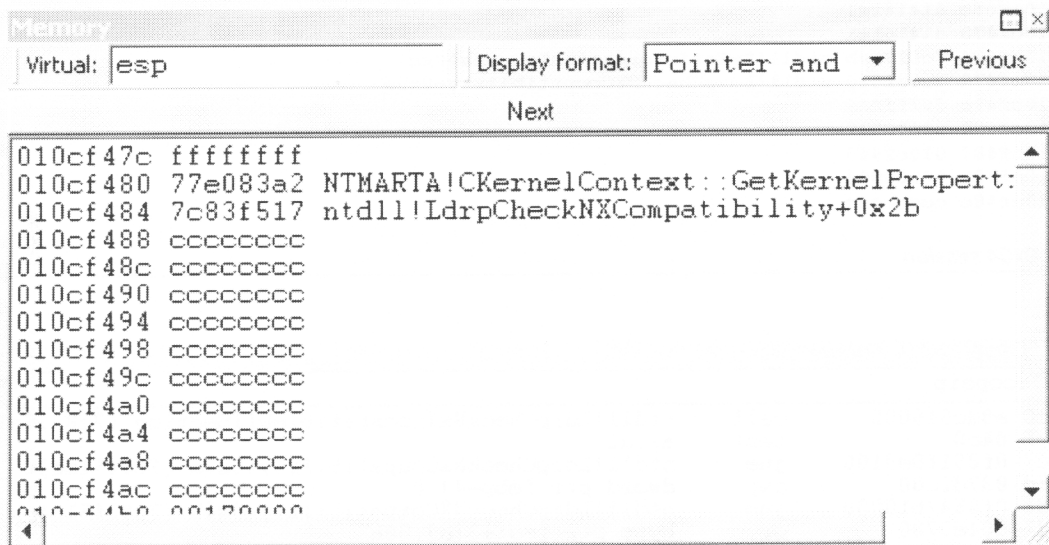 Memory
Virtual: esp Display format: Pointer and Previous
Next
010cf47c ffffffff
010cf480 77e083a2 NTMARTA!CKernelContext::GetKernelPropert
010cf484 7c83f517 ntdll!LdrpCheckNXCompatibility+0x2b
010cf488 cccccccc
010cf48c cccccccc
010cf490 cccccccc
010cf494 cccccccc
010cf498 cccccccc
010cf49c cccccccc
010cf4a0 cccccccc
010cf4a4 cccccccc
010cf4a8 cccccccc
010cf4ac cccccccc